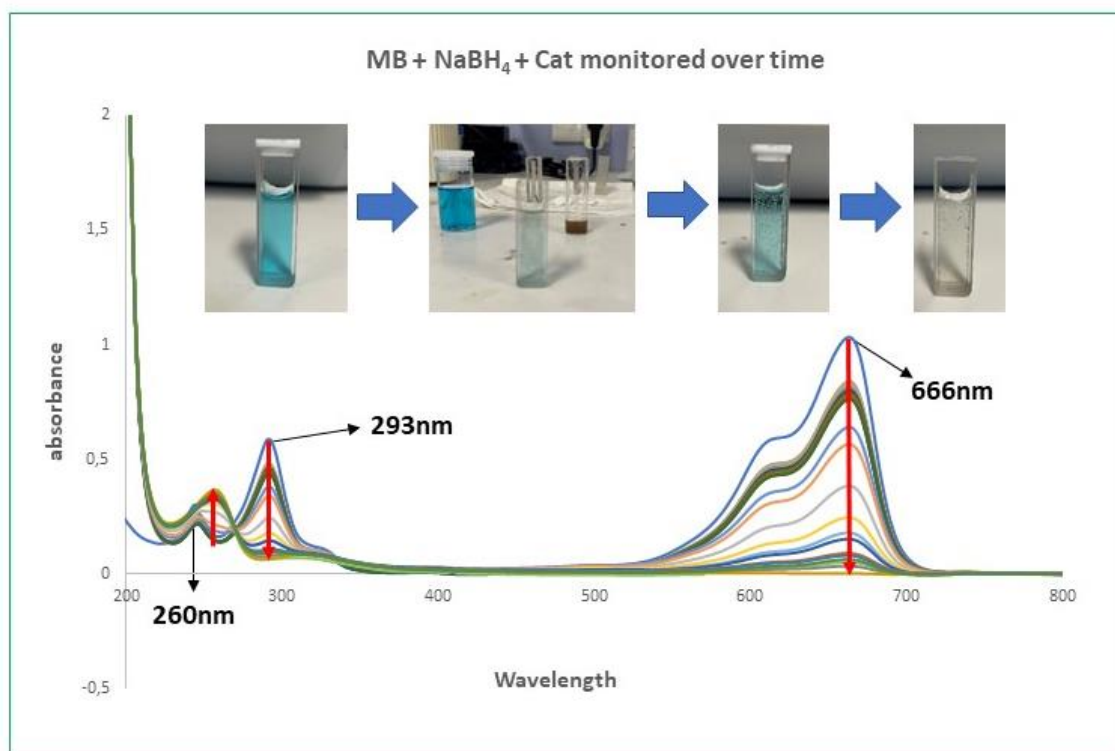 MB + NaBH₄ + Cat monitored over time
2
1,5
1
0,5
0
-0,5
absorbance
293nm
666nm
260nm
200
300
400
500
600
700
800
Wavelength